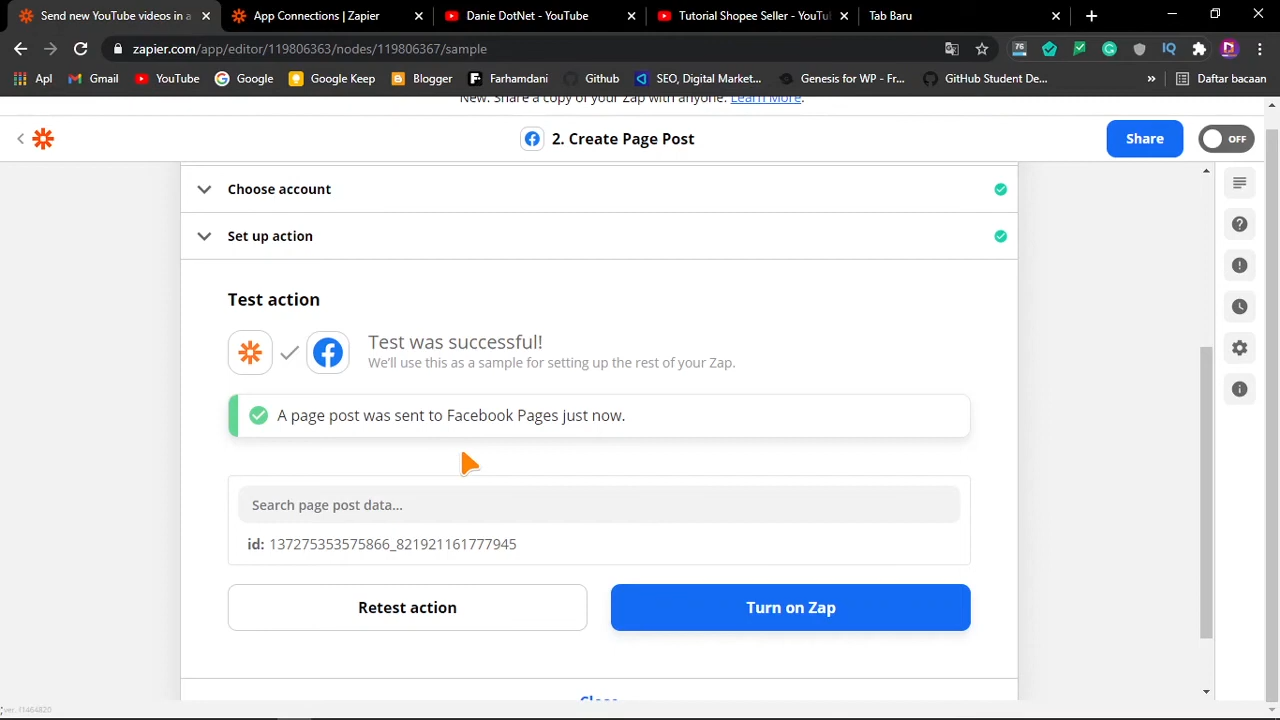 Send new YouTube videos in a
App Connections | Zapier
Danie DotNet - YouTube
Tutorial Shopee Seller - YouTu
Tab Baru
zapier.com/app/editor/119806363/nodes/119806367/sample
76
IQ
Apl
Gmail
YouTube
Google
Google Keep
Blogger
Farhamdani
Github
SEO, Digital Market...
Genesis for WP - Fr...
GitHub Student De...
»
Daftar bacaan
New: Share a copy of your Zap with anyone. Learn More.
2. Create Page Post
Share
OFF
Choose account
Set up action
Test action
Test was successful!
We'll use this as a sample for setting up the rest of your Zap.
A page post was sent to Facebook Pages just now.
Search page post data...
id: 137275353575866_821921161777945
Retest action
Turn on Zap
Close
ver. f1464820